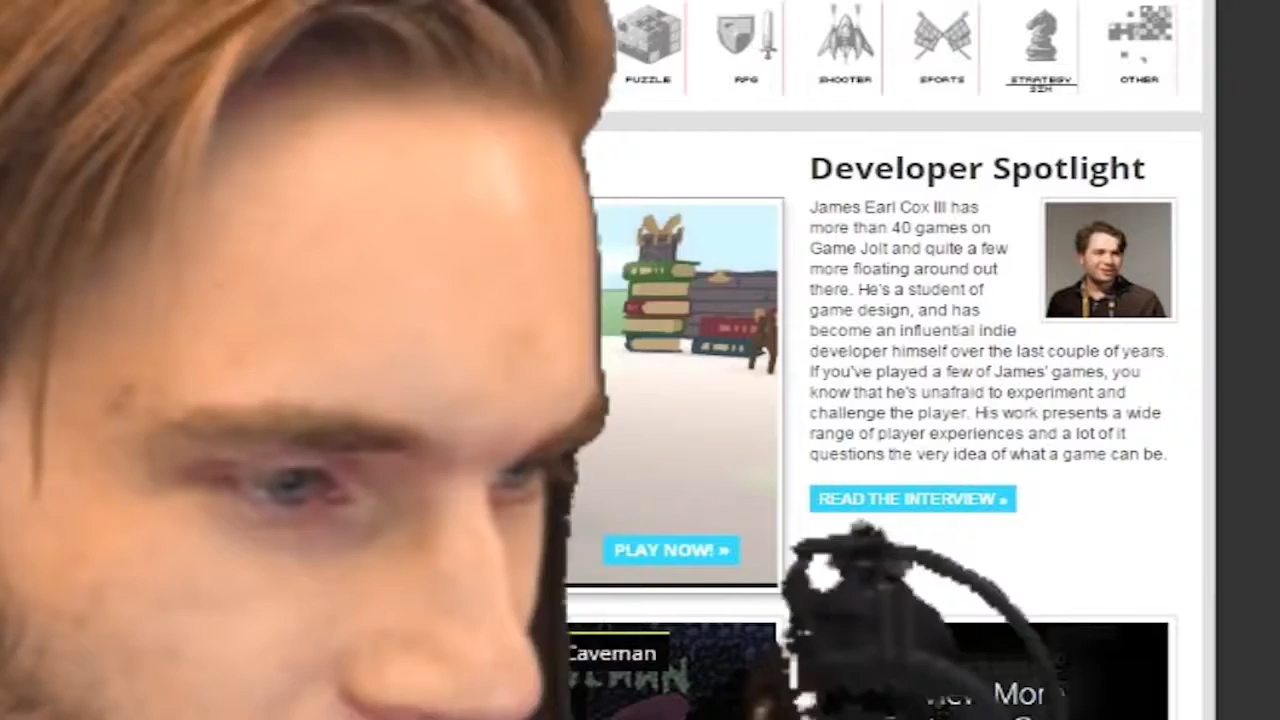 PUZZLE
RPG
SHOOTER
SPORTS
STRATEGY
SIM
OTHER
Developer Spotlight
James Earl Cox III has
more than 40 games on
Game Jolt and quite a few
more floating around out
there. He's a student of
game design, and has
become an influential indie
developer himself over the last couple of years.
If you've played a few of James' games, you
know that he's unafraid to experiment and
challenge the player. His work presents a wide
range of player experiences and a lot of it
questions the very idea of what a game can be.
READ THE INTERVIEW »
PLAY NOW! »
Caveman